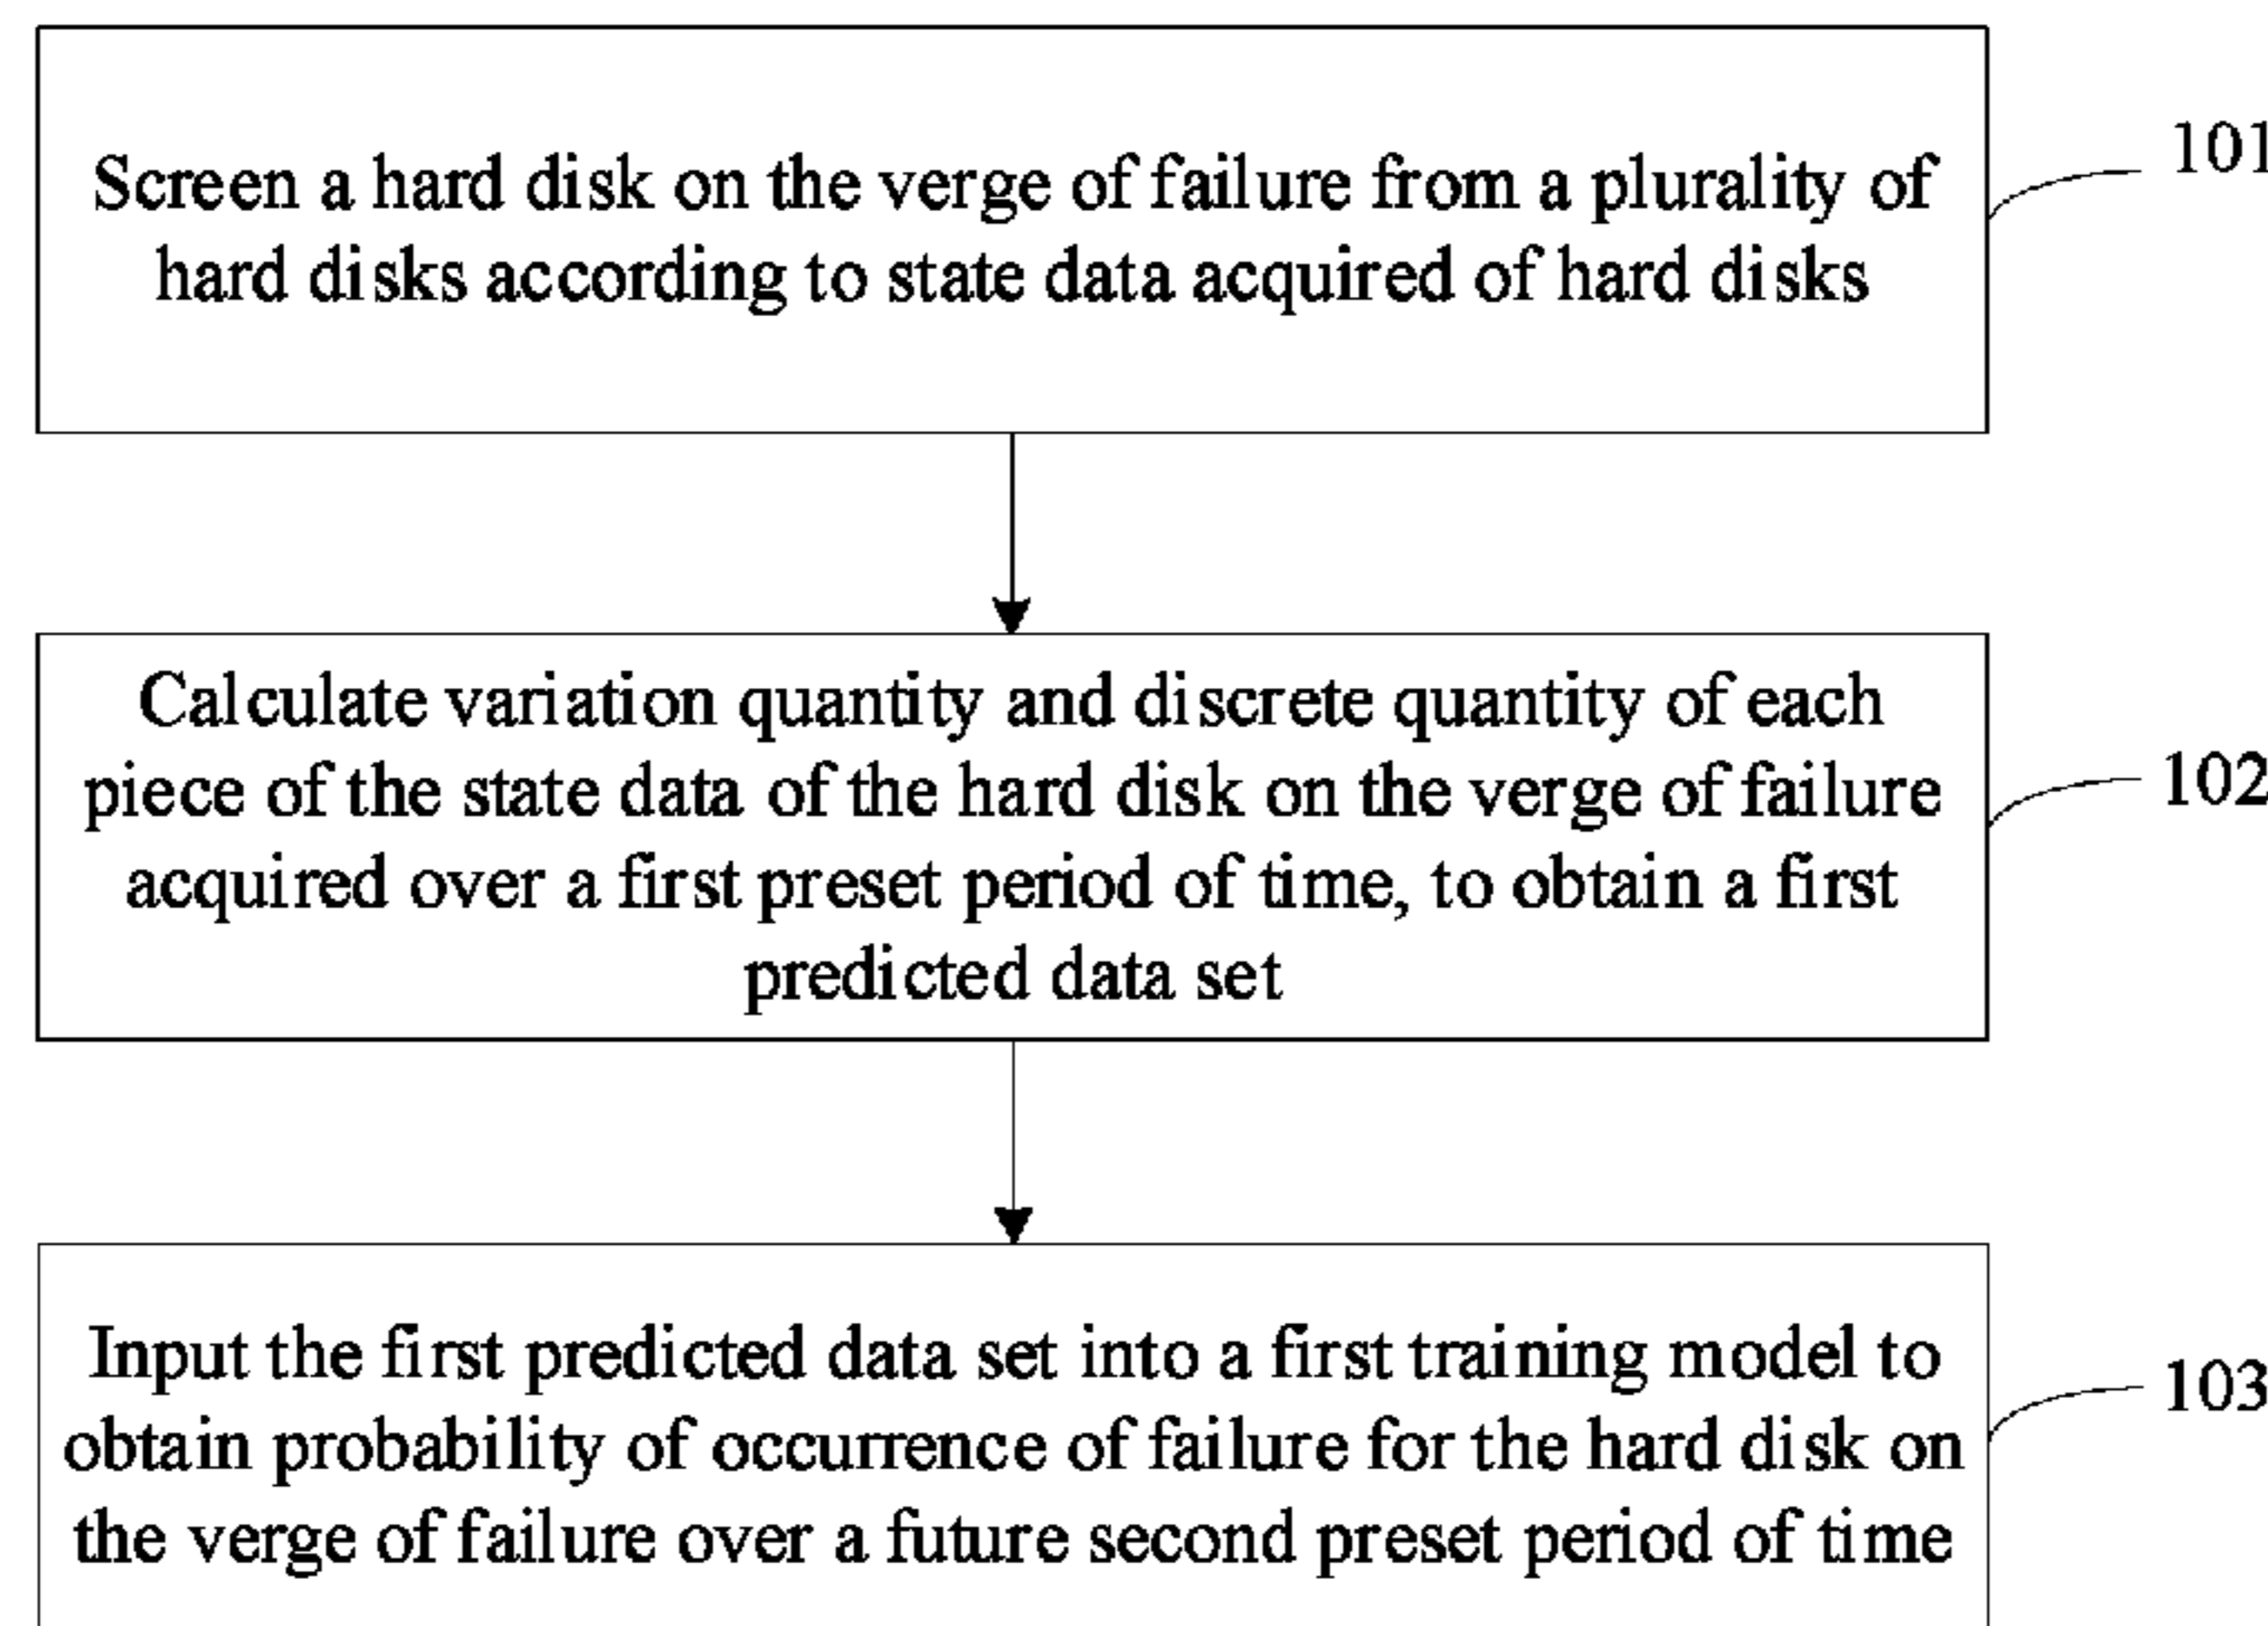 Screen a hard disk on the verge of failure from a plurality of
hard disks according to state data acquired of hard disks
101
Calculate variation quantity and discrete quantity of each
piece of the state data of the hard disk on the verge of failure
acquired over a first preset period of time, to obtain a first
predicted data set
102
Input the first predicted data set into a first training model to
obtain probability of occurrence of failure for the hard disk on
the verge of failure over a future second preset period of time
103